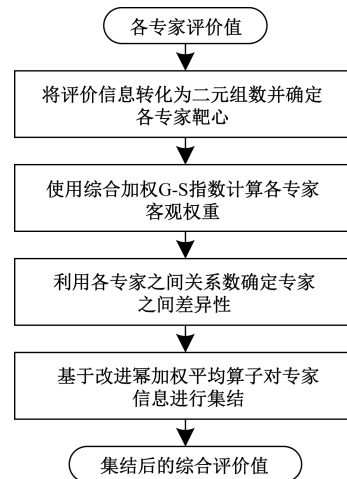 各专家评价值
将评价信息转化为二元组数并确定
各专家靶心
使用综合加权G-S指数计算各专家
客观权重
利用各专家之间关系数确定专家
之间差异性
基于改进幂加权平均算子对专家
信息进行集结
集结后的综合评价值